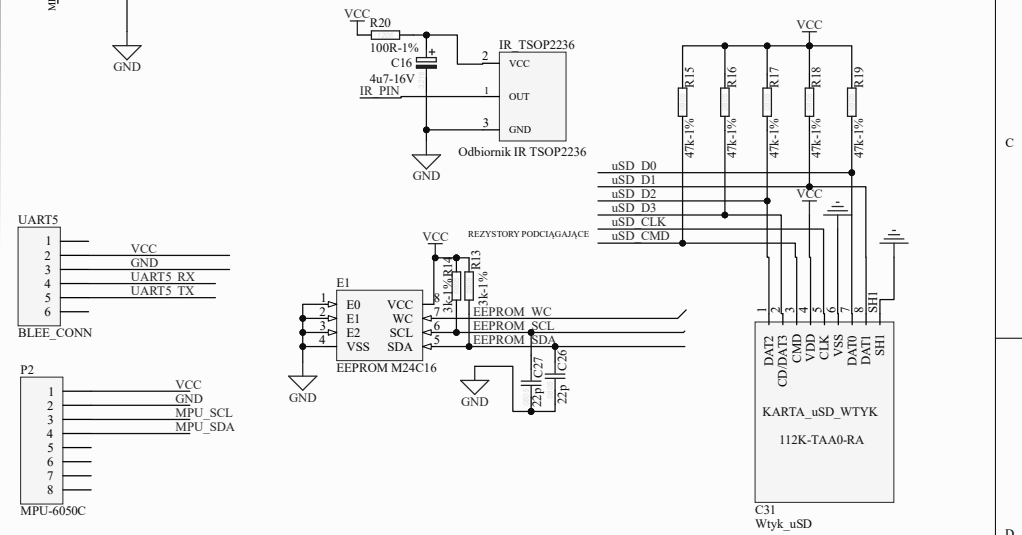 GND
VCC
R20
100R-1%
C16
4u7-16V
IR_PIN
GND
IR_TSOP2236
2 VCC
1 OUT
3 GND
Odbiornik IR TSOP2236
VCC
R15 R16 R17 R18 R19
47k-1% 47k-1% 47k-1% 47k-1% 47k-1%
C
uSD_D0
uSD_D1
uSD_D2
uSD_D3
uSD_CLK
uSD_CMD
VCC
REZYSTORY PODCIĄGAJĄCE
UART5
1
2 VCC
3 GND
4 UART5_RX
5 UART5_TX
6
BLEE_CONN
VCC
R14 R13
3k-1% 3k-1%
E1
1 E0 VCC 8
2 E1 WC 7 EEPROM_WC
3 E2 SCL 6 EEPROM_SCL
4 VSS SDA 5 EEPROM_SDA
EEPROM M24C16
GND
GND
C27 C26
22p 22p
1 2 3 4 5 6 7 8 SH1
DAT2 CD/DAT3 CMD VDD CLK VSS DAT0 DAT1 SH1
KARTA_uSD_WTYK
112K-TAA0-RA
C31
Wtyk_uSD
P2
1 VCC
2 GND
3 MPU_SCL
4 MPU_SDA
5
6
7
8
MPU-6050C
D